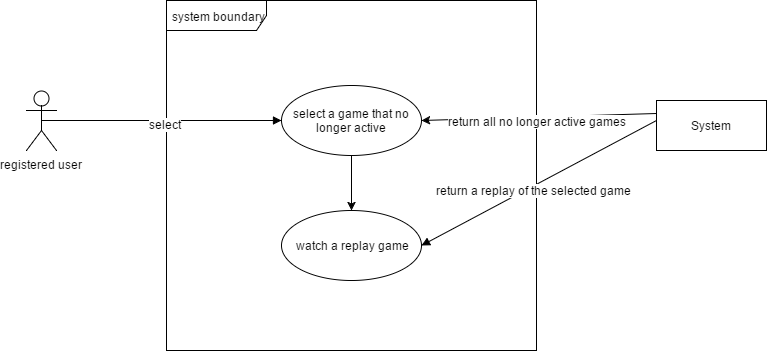 system boundary
select a game that no
longer active
select
return all no longer active games
System
registered user
return a replay of the selected game
watch a replay game